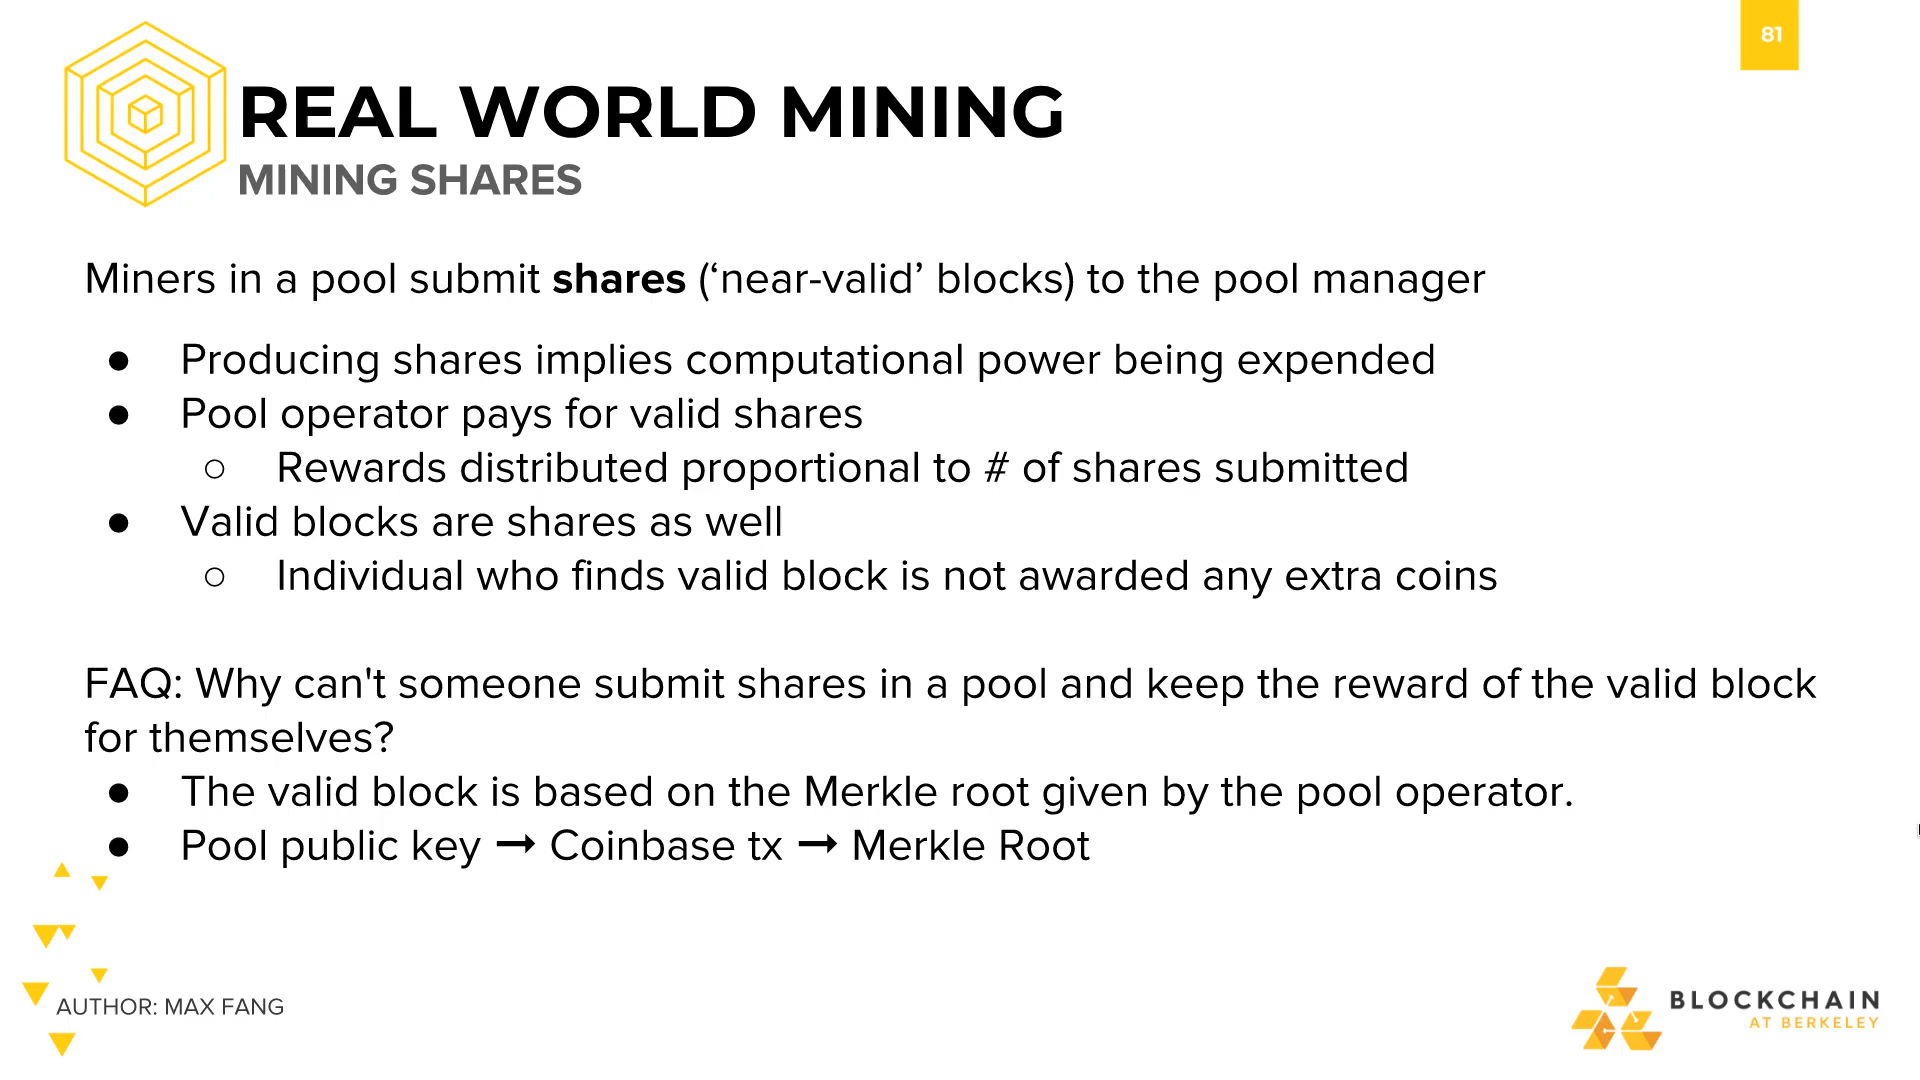 81
REAL WORLD MINING
MINING SHARES
Miners in a pool submit shares (‘near-valid’ blocks) to the pool manager
● Producing shares implies computational power being expended
● Pool operator pays for valid shares
○ Rewards distributed proportional to # of shares submitted
● Valid blocks are shares as well
○ Individual who finds valid block is not awarded any extra coins
FAQ: Why can't someone submit shares in a pool and keep the reward of the valid block
for themselves?
● The valid block is based on the Merkle root given by the pool operator.
● Pool public key → Coinbase tx → Merkle Root
AUTHOR: MAX FANG
BLOCKCHAIN
AT BERKELEY